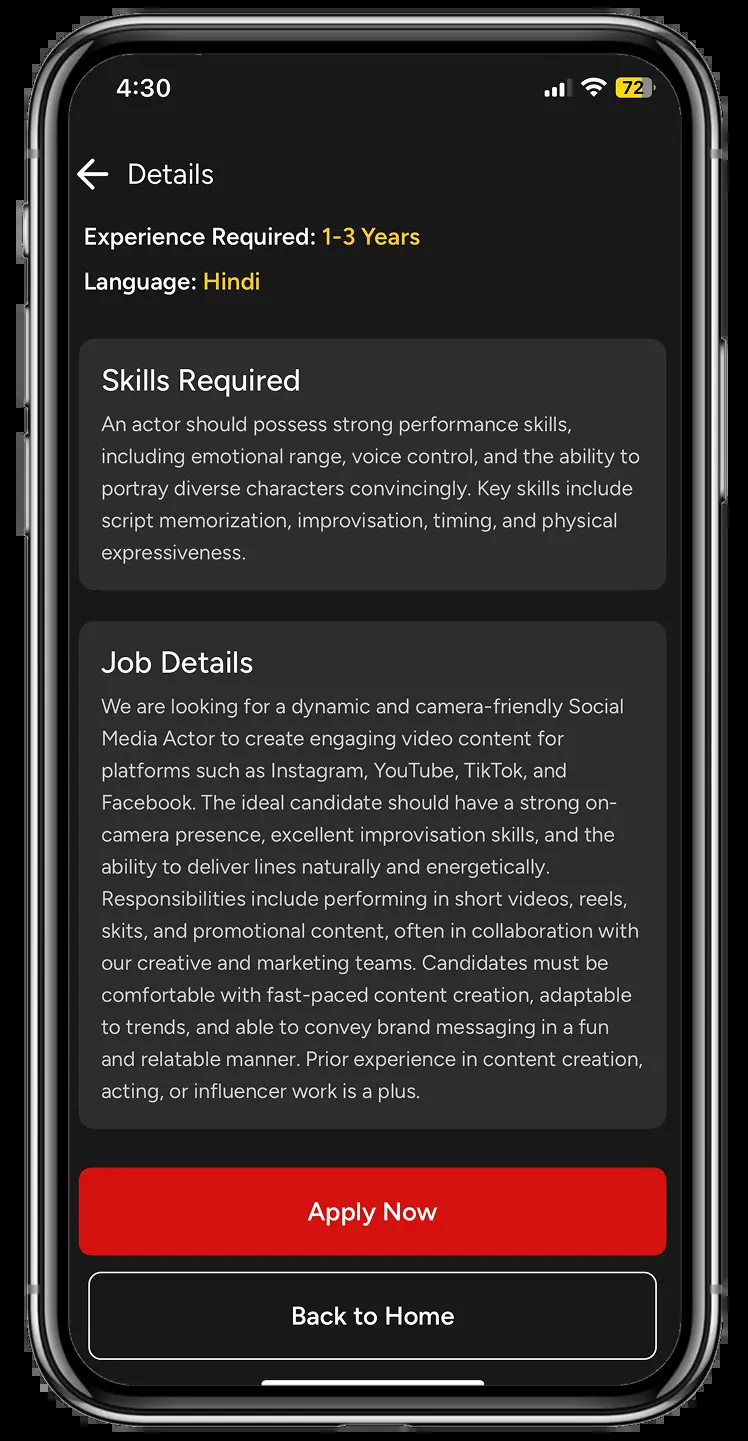 4:30
72
Details
Experience Required: 1-3 Years
Language: Hindi
Skills Required
An actor should possess strong performance skills,
including emotional range, voice control, and the ability to
portray diverse characters convincingly. Key skills include
script memorization, improvisation, timing, and physical
expressiveness.
Job Details
We are looking for a dynamic and camera-friendly Social
Media Actor to create engaging video content for
platforms such as Instagram, YouTube, TikTok, and
Facebook. The ideal candidate should have a strong on-
camera presence, excellent improvisation skills, and the
ability to deliver lines naturally and energetically.
Responsibilities include performing in short videos, reels,
skits, and promotional content, often in collaboration with
our creative and marketing teams. Candidates must be
comfortable with fast-paced content creation, adaptable
to trends, and able to convey brand messaging in a fun
and relatable manner. Prior experience in content creation,
acting, or influencer work is a plus.
Apply Now
Back to Home